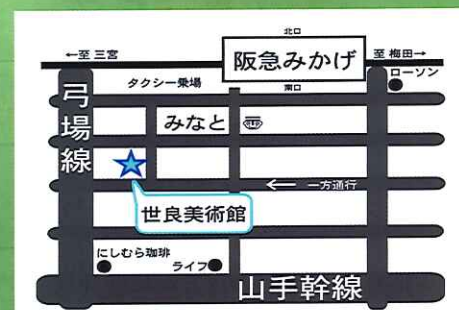 北口
←至 三宮
阪急みかげ
至 梅田→
タクシー乗場
南口
ローソン
弓場線
みなと
← 一方通行
世良美術館
にしむら珈琲
ライフ
山手幹線